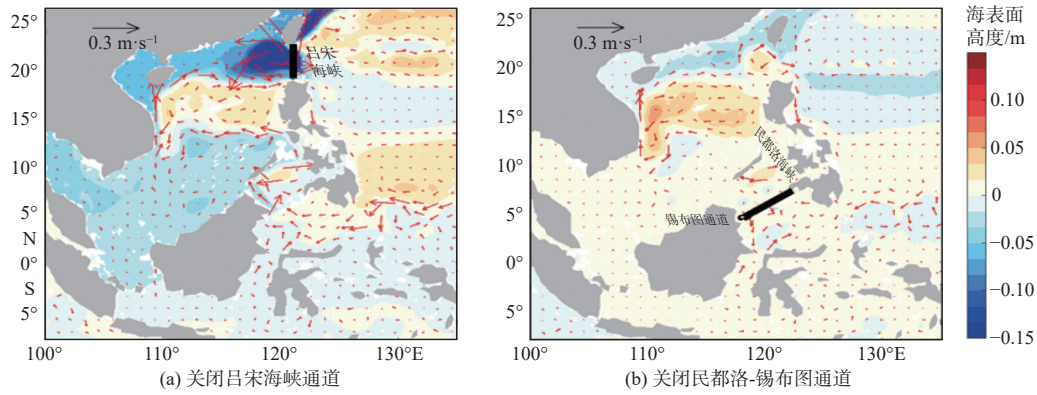 25°
20°
15°
10°
5°
N
0°
S
5°
0.3 m·s⁻¹
吕宋
海峡
100°
110°
120°
130°E
(a) 关闭吕宋海峡通道
25°
20°
15°
10°
5°
0°
5°
0.3 m·s⁻¹
民都洛海峡
锡布图通道
100°
110°
120°
130°E
(b) 关闭民都洛-锡布图通道
海表面
高度/m
0.10
0.05
0
−0.05
−0.10
−0.15